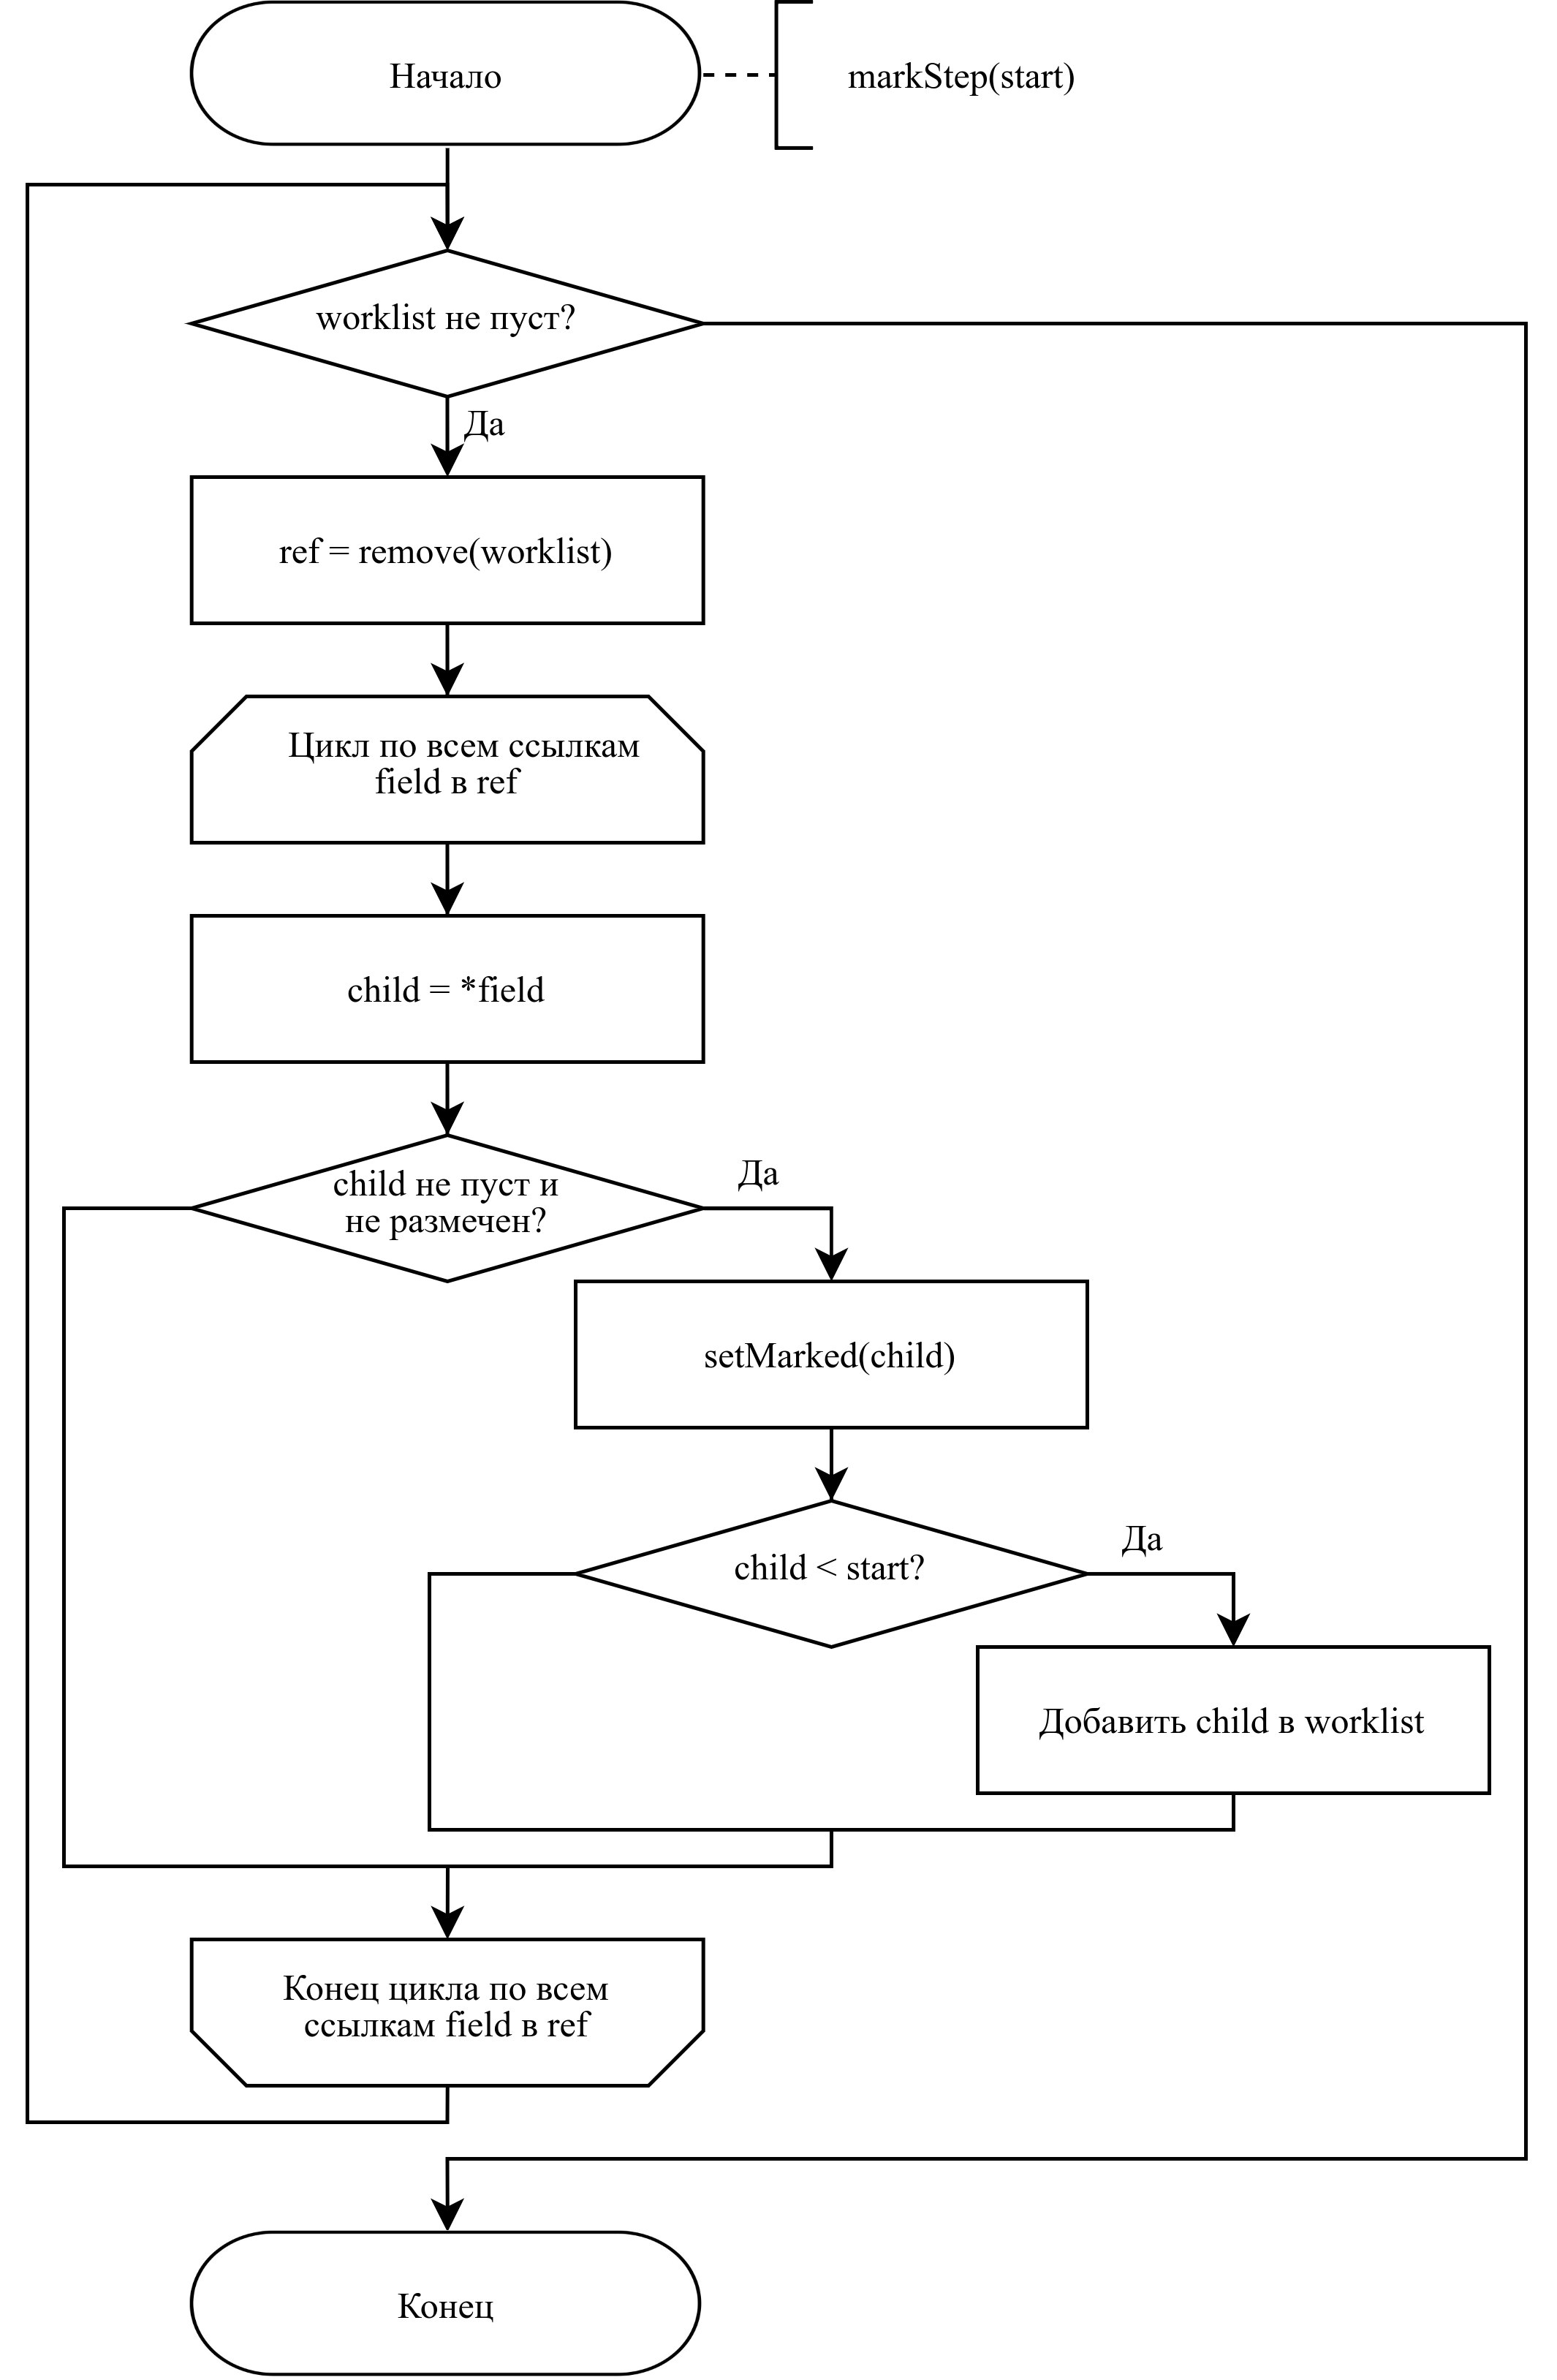 Начало
markStep(start)
worklist не пуст?
Да
ref = remove(worklist)
Цикл по всем ссылкам
field в ref
child = *field
child не пуст и
не размечен?
Да
setMarked(child)
child < start?
Да
Добавить child в worklist
Конец цикла по всем
ссылкам field в ref
Конец